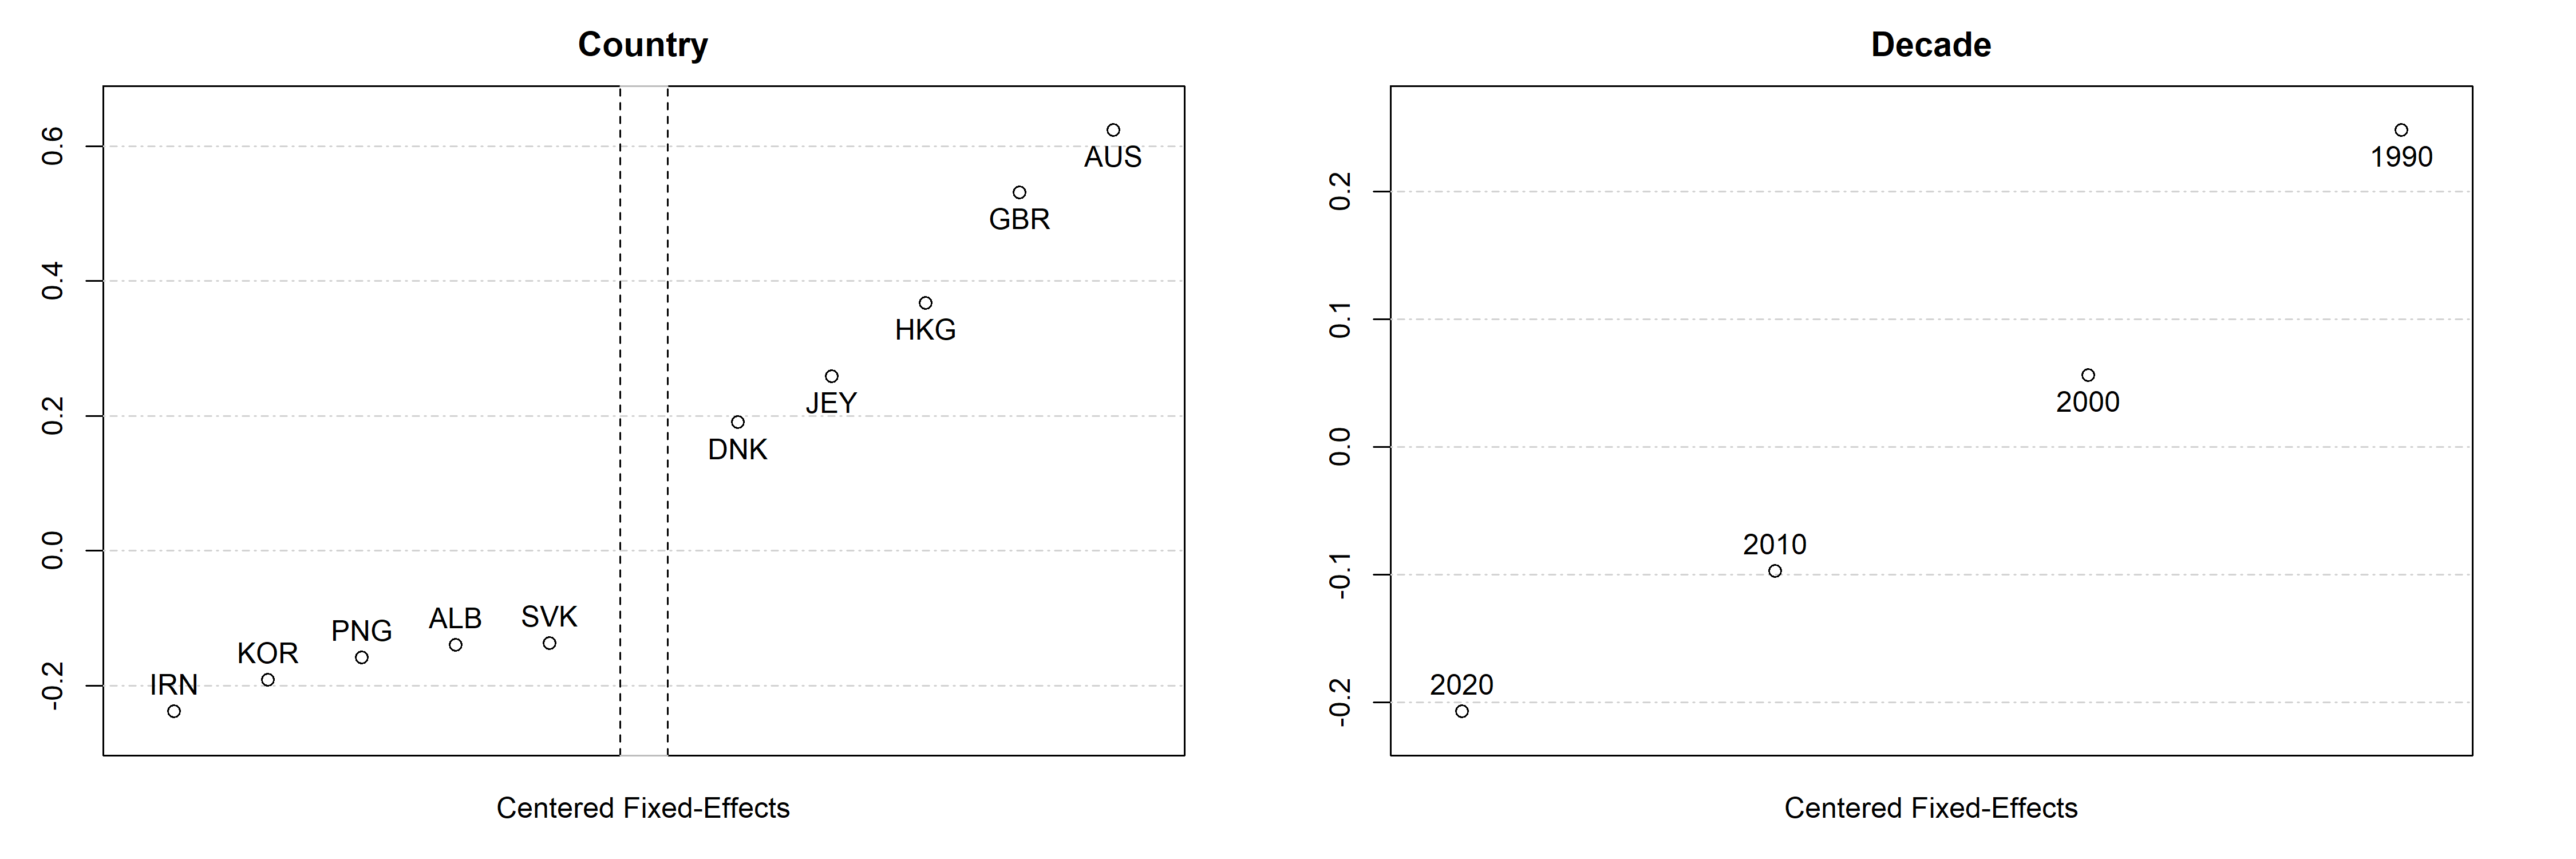 Country
0.6
0.4
0.2
0.0
-0.2
AUS
GBR
HKG
JEY
DNK
SVK
ALB
PNG
KOR
IRN
Centered Fixed-Effects
Decade
0.2
0.1
0.0
-0.1
-0.2
1990
2000
2010
2020
Centered Fixed-Effects